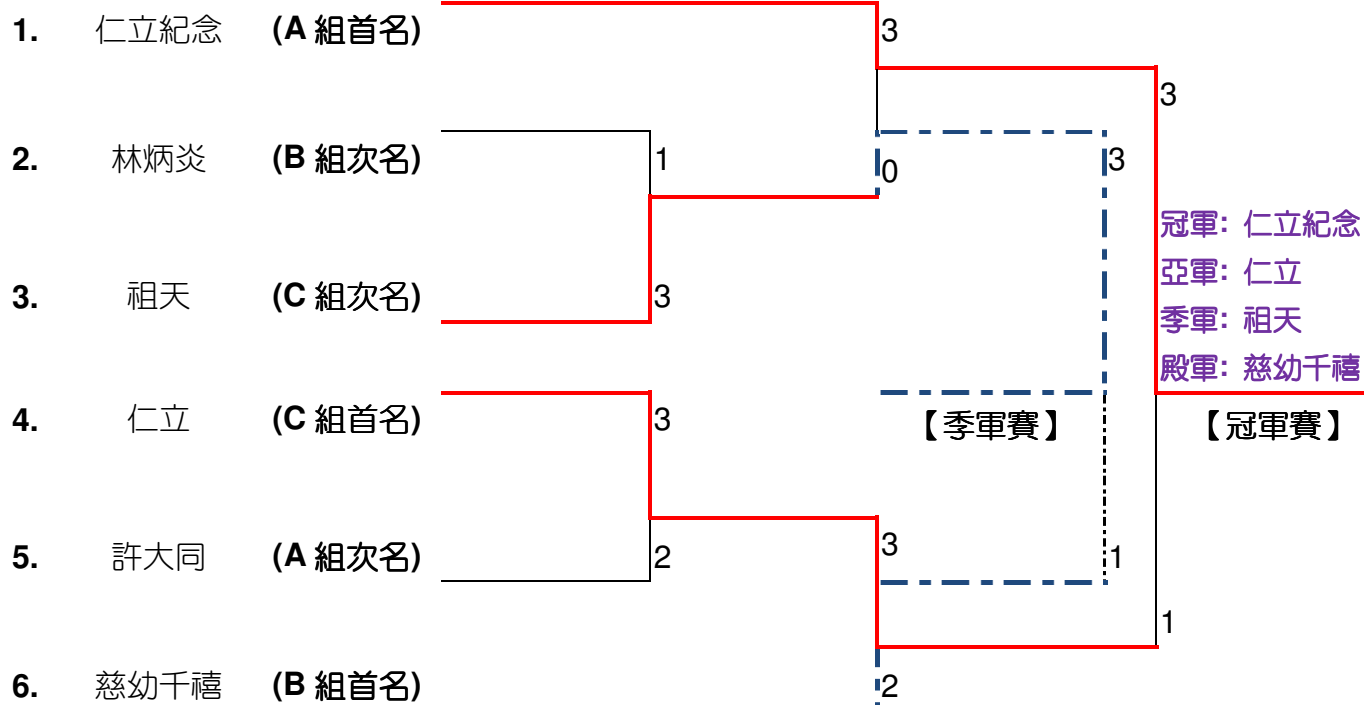 1. 仁立紀念 (A 組首名) 3
3
2. 林炳炎 (B 組次名) 1 0 3
冠軍: 仁立紀念
亞軍: 仁立
3. 祖天 (C 組次名) 3
季軍: 祖天
殿軍: 慈幼千禧
4. 仁立 (C 組首名) 3 【季軍賽】 【冠軍賽】
5. 許大同 (A 組次名) 2 3 1
1
6. 慈幼千禧 (B 組首名) 2